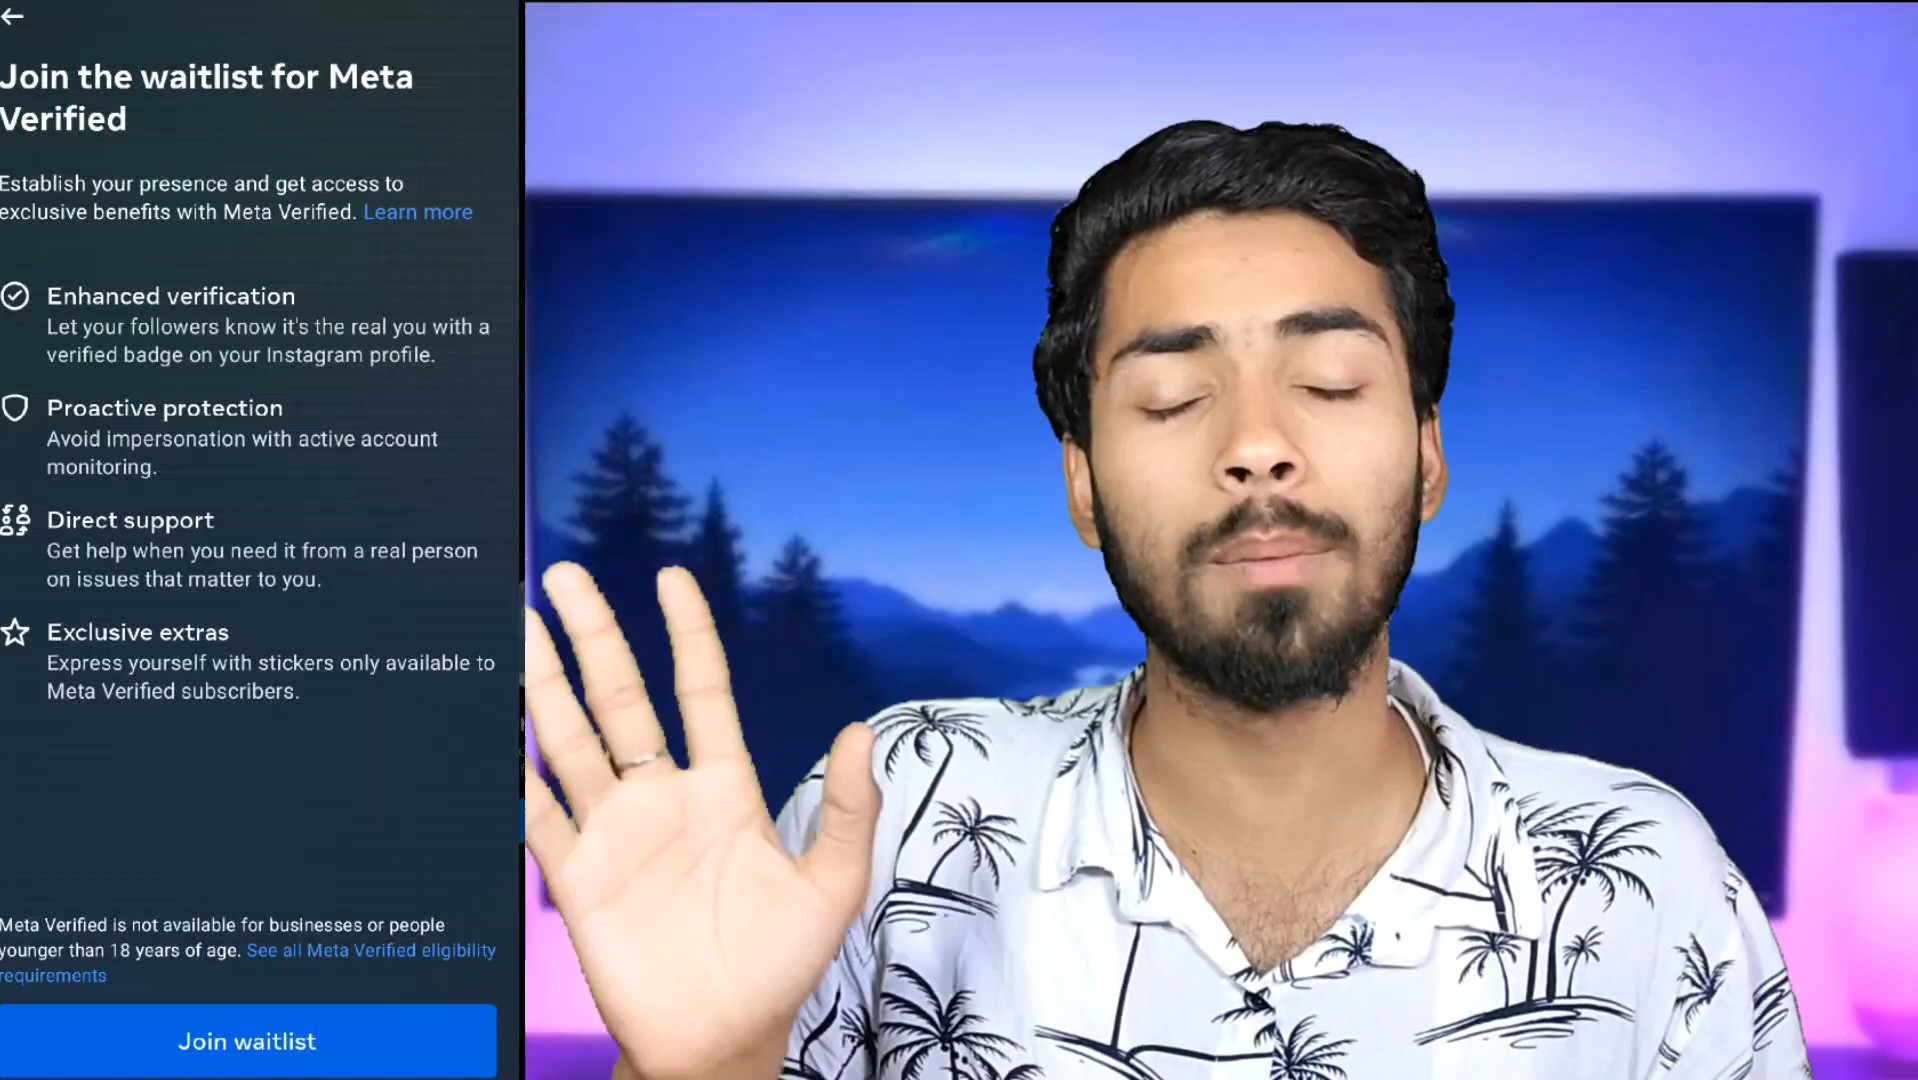 Join the waitlist for Meta
Verified
Establish your presence and get access to
exclusive benefits with Meta Verified. Learn more
Enhanced verification
Let your followers know it's the real you with a
verified badge on your Instagram profile.
Proactive protection
Avoid impersonation with active account
monitoring.
Direct support
Get help when you need it from a real person
on issues that matter to you.
Exclusive extras
Express yourself with stickers only available to
Meta Verified subscribers.
Meta Verified is not available for businesses or people
younger than 18 years of age. See all Meta Verified eligibility
requirements
Join waitlist